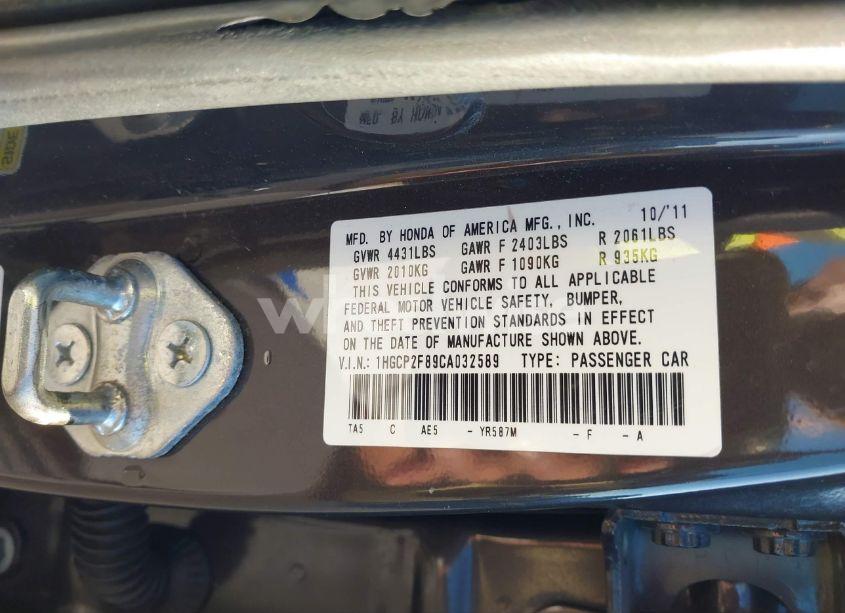 MFD. BY HONDA OF AMERICA MFG., INC. 10/'11
GVWR 4431LBS GAWR F 2403LBS R 2061LBS
GVWR 2010KG GAWR F 1090KG R 935KG
THIS VEHICLE CONFORMS TO ALL APPLICABLE
FEDERAL MOTOR VEHICLE SAFETY, BUMPER,
AND THEFT PREVENTION STANDARDS IN EFFECT
ON THE DATE OF MANUFACTURE SHOWN ABOVE.
V.I.N.: 1HGCP2F89CA032589 TYPE: PASSENGER CAR
TA5 C AE5 - YR587M - F - A
SIDE